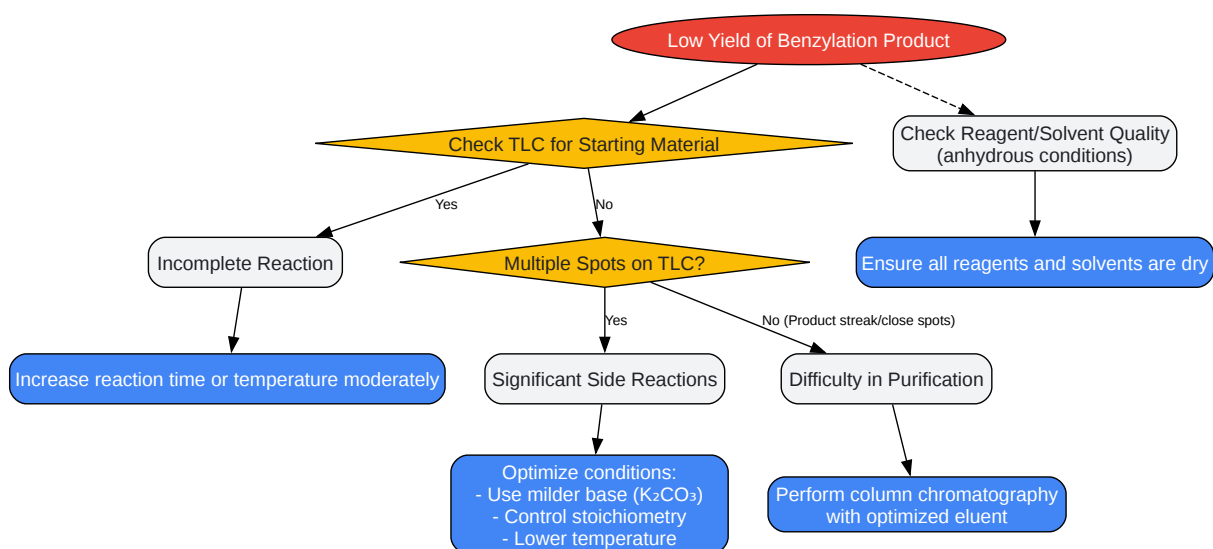 Low Yield of Benzylation Product
Check TLC for Starting Material
Check Reagent/Solvent Quality
(anhydrous conditions)
Yes
No
Incomplete Reaction
Multiple Spots on TLC?
Ensure all reagents and solvents are dry
Yes
No (Product streak/close spots)
Increase reaction time or temperature moderately
Significant Side Reactions
Difficulty in Purification
Optimize conditions:
- Use milder base (K₂CO₃)
- Control stoichiometry
- Lower temperature
Perform column chromatography
with optimized eluent